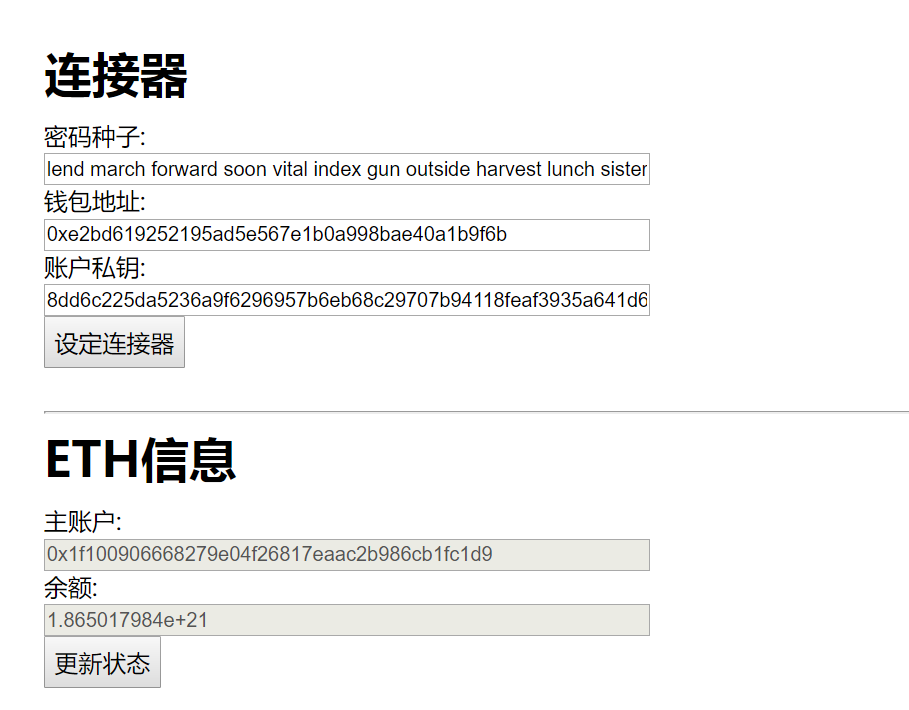 连接器
密码种子:
lend march forward soon vital index gun outside harvest lunch sister
钱包地址:
0xe2bd619252195ad5e567e1b0a998bae40a1b9f6b
账户私钥:
8dd6c225da5236a9f6296957b6eb68c29707b94118feaf3935a641d6
设定连接器
ETH信息
主账户:
0x1f100906668279e04f26817eaac2b986cb1fc1d9
余额:
1.865017984e+21
更新状态